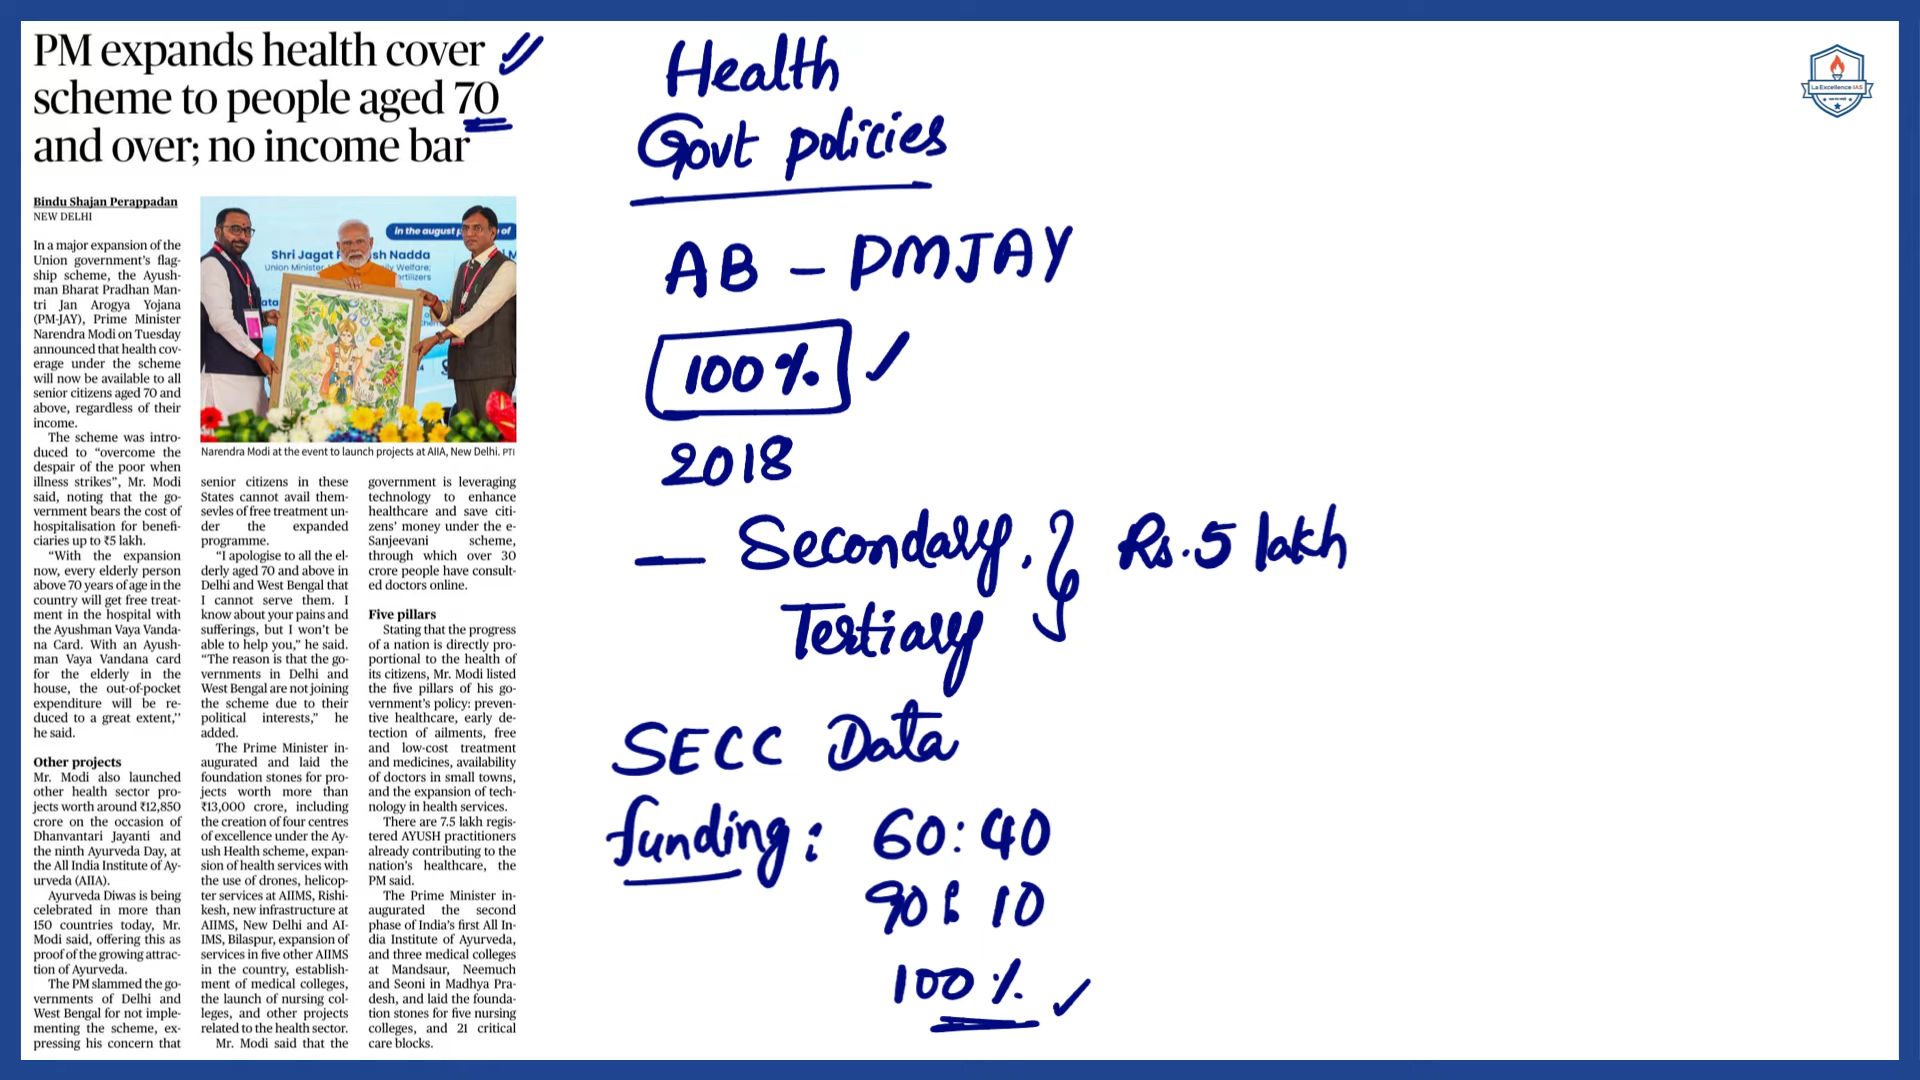 PM expands health cover
scheme to people aged 70
and over; no income bar
Bindu Shajan Perappadan
NEW DELHI
In a major expansion of the
Union government's flag-
ship scheme, the Ayush-
man Bharat Pradhan Man-
tri Jan Arogya Yojana
(PM-JAY), Prime Minister
Narendra Modi on Tuesday
announced that health cov-
erage under the scheme
will now be available to all
senior citizens aged 70 and
above, regardless of their
income.
The scheme was intro-
duced to "overcome the
despair of the poor when
illness strikes", Mr. Modi
said, noting that the go-
vernment bears the cost of
hospitalisation for benefi-
ciaries up to ₹5 lakh.
"With the expansion
now, every elderly person
above 70 years of age in the
country will get free treat-
ment in the hospital with
the Ayushman Vaya Vanda-
na Card. With an Ayush-
man Vaya Vandana card
for the elderly in the
house, the out-of-pocket
expenditure will be re-
duced to a great extent,''
he said.
Other projects
Mr. Modi also launched
other health sector pro-
jects worth around ₹12,850
crore on the occasion of
Dhanvantari Jayanti and
the ninth Ayurveda Day, at
the All India Institute of Ay-
urveda (AIIA).
Ayurveda Diwas is being
celebrated in more than
150 countries today, Mr.
Modi said, offering this as
proof of the growing attrac-
tion of Ayurveda.
The PM slammed the go-
vernments of Delhi and
West Bengal for not imple-
menting the scheme, ex-
pressing his concern that
in the august p of
Shri Jagat P sh Nadda
Union Minister ily Welfare;
ertilizers
Narendra Modi at the event to launch projects at AIIA, New Delhi. PTI
senior citizens in these
States cannot avail them-
sevles of free treatment un-
der the expanded
programme.
"I apologise to all the el-
derly aged 70 and above in
Delhi and West Bengal that
I cannot serve them. I
know about your pains and
sufferings, but I won't be
able to help you," he said.
"The reason is that the go-
vernments in Delhi and
West Bengal are not joining
the scheme due to their
political interests," he
added.
The Prime Minister in-
augurated and laid the
foundation stones for pro-
jects worth more than
₹13,000 crore, including
the creation of four centres
of excellence under the Ay-
ush Health scheme, expan-
sion of health services with
the use of drones, helicop-
ter services at AIIMS, Rishi-
kesh, new infrastructure at
AIIMS, New Delhi and AI-
IMS, Bilaspur, expansion of
services in five other AIIMS
in the country, establish-
ment of medical colleges,
the launch of nursing col-
leges, and other projects
related to the health sector.
Mr. Modi said that the
government is leveraging
technology to enhance
healthcare and save citi-
zens' money under the e-
Sanjeevani scheme,
through which over 30
crore people have consult-
ed doctors online.
Five pillars
Stating that the progress
of a nation is directly pro-
portional to the health of
its citizens, Mr. Modi listed
the five pillars of his go-
vernment's policy: preven-
tive healthcare, early de-
tection of ailments, free
and low-cost treatment
and medicines, availability
of doctors in small towns,
and the expansion of tech-
nology in health services.
There are 7.5 lakh regis-
tered AYUSH practitioners
already contributing to the
nation's healthcare, the
PM said.
The Prime Minister in-
augurated the second
phase of India's first All In-
dia Institute of Ayurveda,
and three medical colleges
at Mandsaur, Neemuch
and Seoni in Madhya Pra-
desh, and laid the founda-
tion stones for five nursing
colleges, and 21 critical
care blocks.
Health
Govt policies
AB - PMJAY
100%
2018
— Secondary. } Rs. 5 lakh
Tertiary
SECC Data
funding: 60:40
90:10
100%
La Excellence IAS